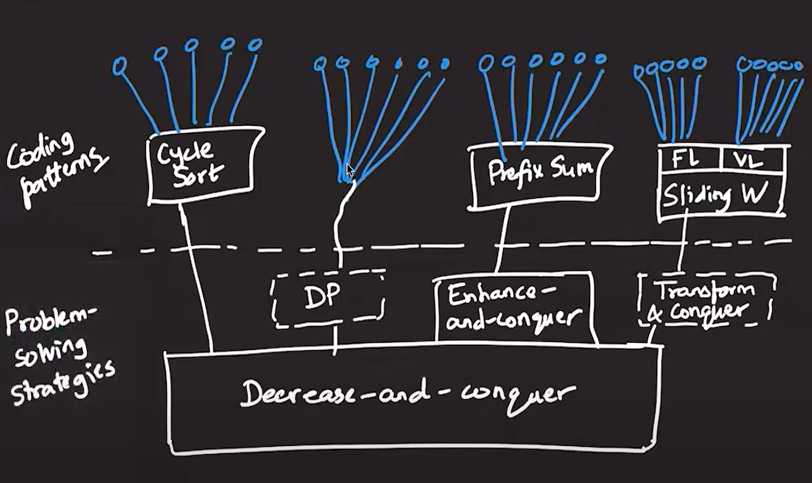 Coding
patterns
Cycle
Sort
Prefix Sum
FL
VL
Sliding W
Problem-
solving
strategies
DP
Enhance-
and-conquer
Transform
& Conquer
Decrease-and-conquer